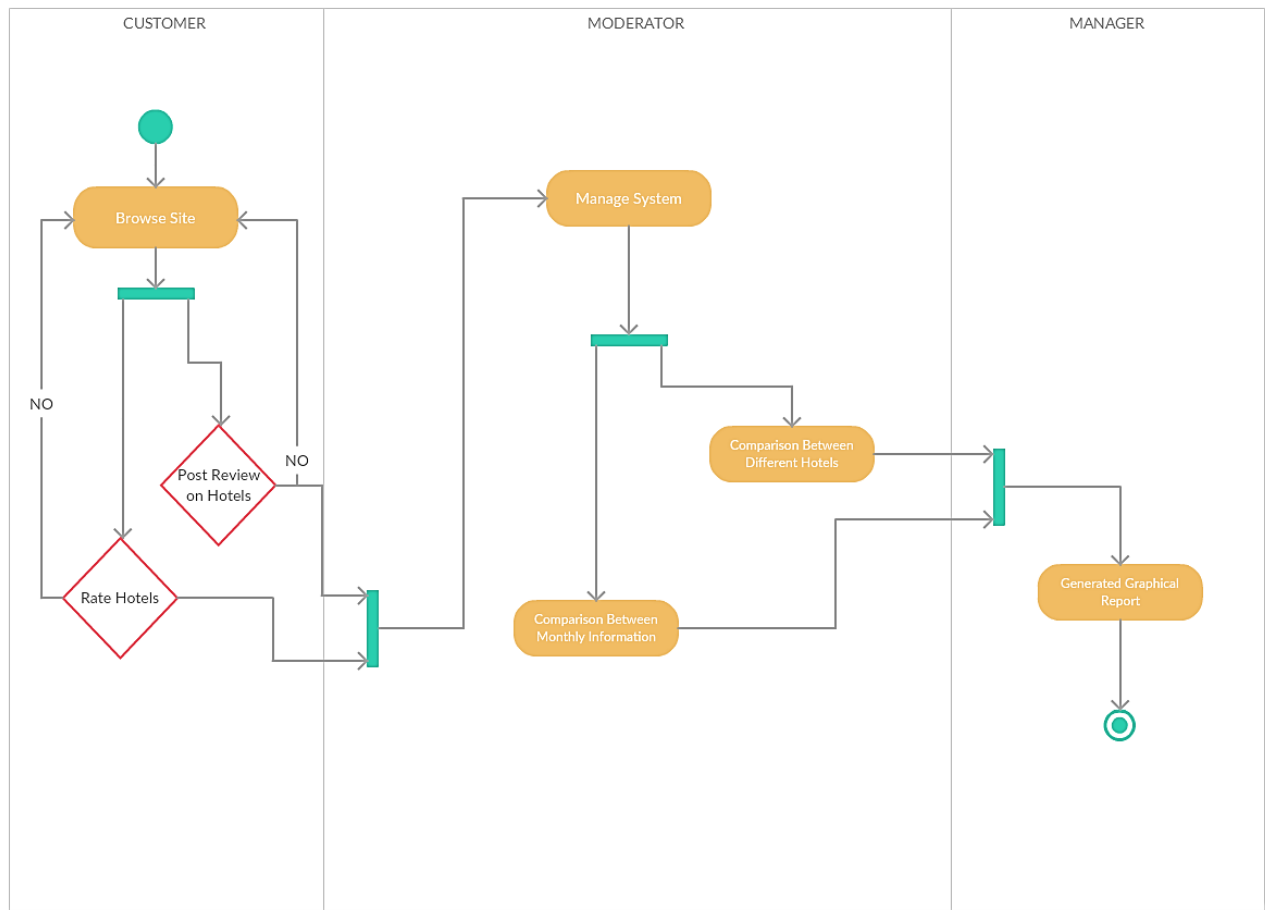 CUSTOMER
MODERATOR
MANAGER
Browse Site
NO
Post Review
on Hotels
NO
Rate Hotels
Manage System
Comparison Between
Different Hotels
Comparison Between
Monthly Information
Generated Graphical
Report